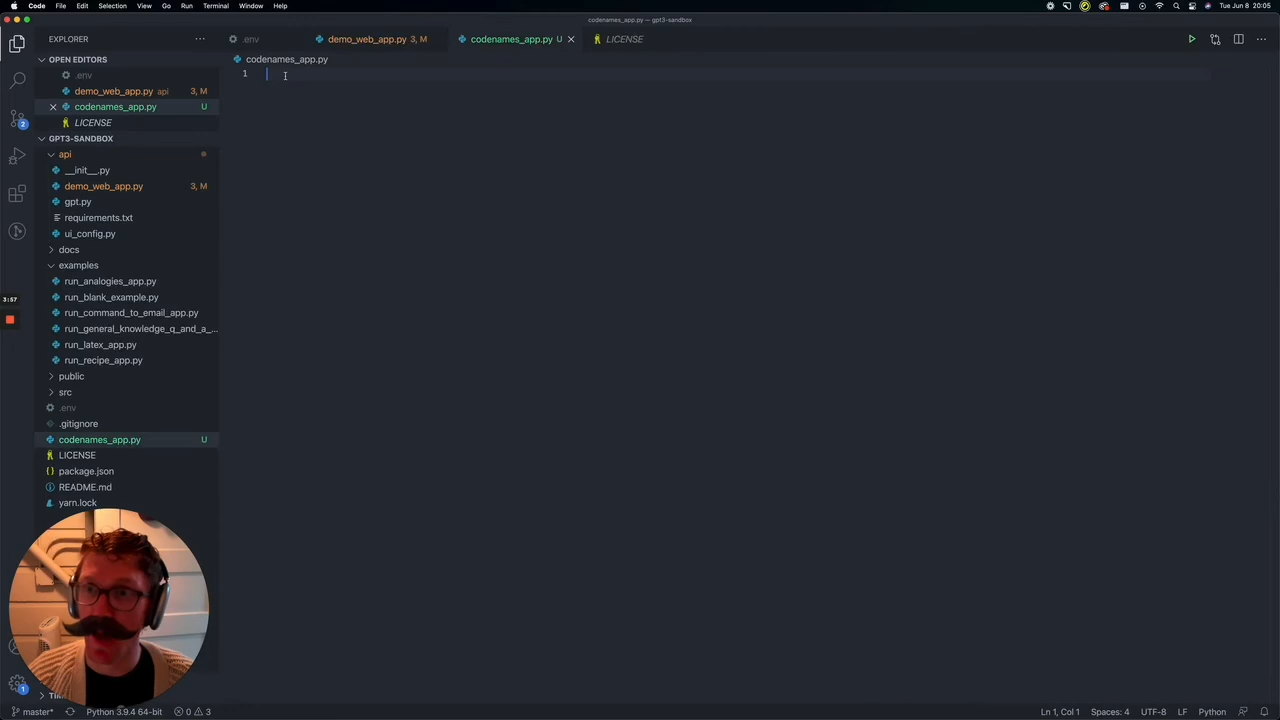 Code File Edit Selection View Go Run Terminal Window Help Tue Jun 8 20:05
codenames_app.py — gpt3-sandbox
EXPLORER ···
.env demo_web_app.py 3, M codenames_app.py U LICENSE
OPEN EDITORS
codenames_app.py
.env
1
demo_web_app.py api 3, M
codenames_app.py U
LICENSE
GPT3-SANDBOX
api
__init__.py
demo_web_app.py 3, M
gpt.py
requirements.txt
ui_config.py
docs
examples
run_analogies_app.py
run_blank_example.py
3:57
run_command_to_email_app.py
run_general_knowledge_q_and_a_...
run_latex_app.py
run_recipe_app.py
public
src
.env
.gitignore
codenames_app.py U
LICENSE
package.json
README.md
yarn.lock
2
1
master* Python 3.9.4 64-bit 0 3 Ln 1, Col 1 Spaces: 4 UTF-8 LF Python